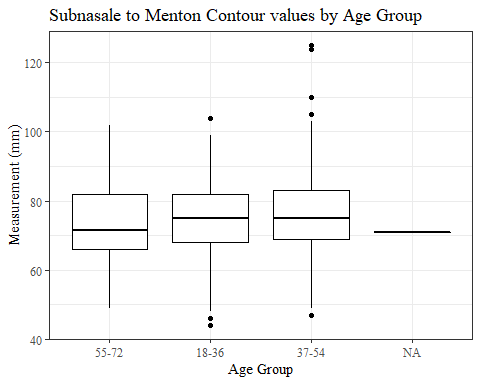 Subnasale to Menton Contour values by Age Group
Measurement (mm)
120
100
80
60
40
55-72 18-36 37-54 NA
Age Group